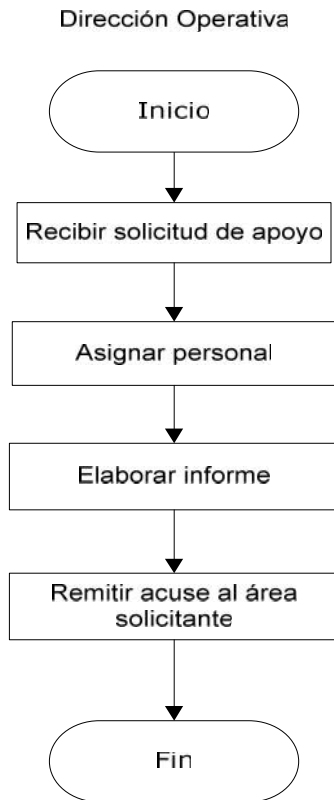 Dirección Operativa
Inicio
Recibir solicitud de apoyo
Asignar personal
Elaborar informe
Remitir acuse al área
solicitante
Fin